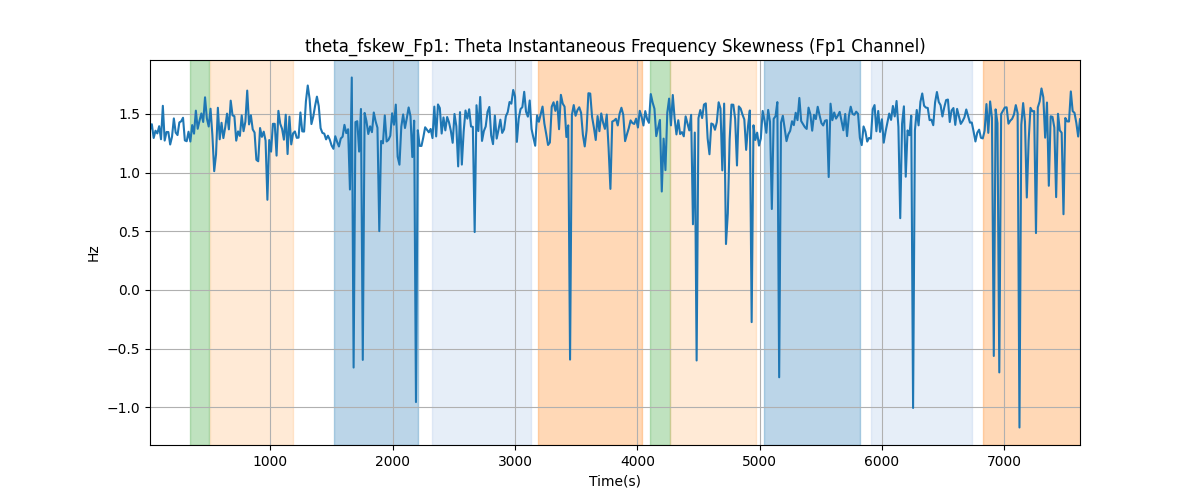 theta_fskew_Fp1: Theta Instantaneous Frequency Skewness (Fp1 Channel)
Hz
1.5
1.0
0.5
0.0
−0.5
−1.0
1000 2000 3000 4000 5000 6000 7000
Time(s)